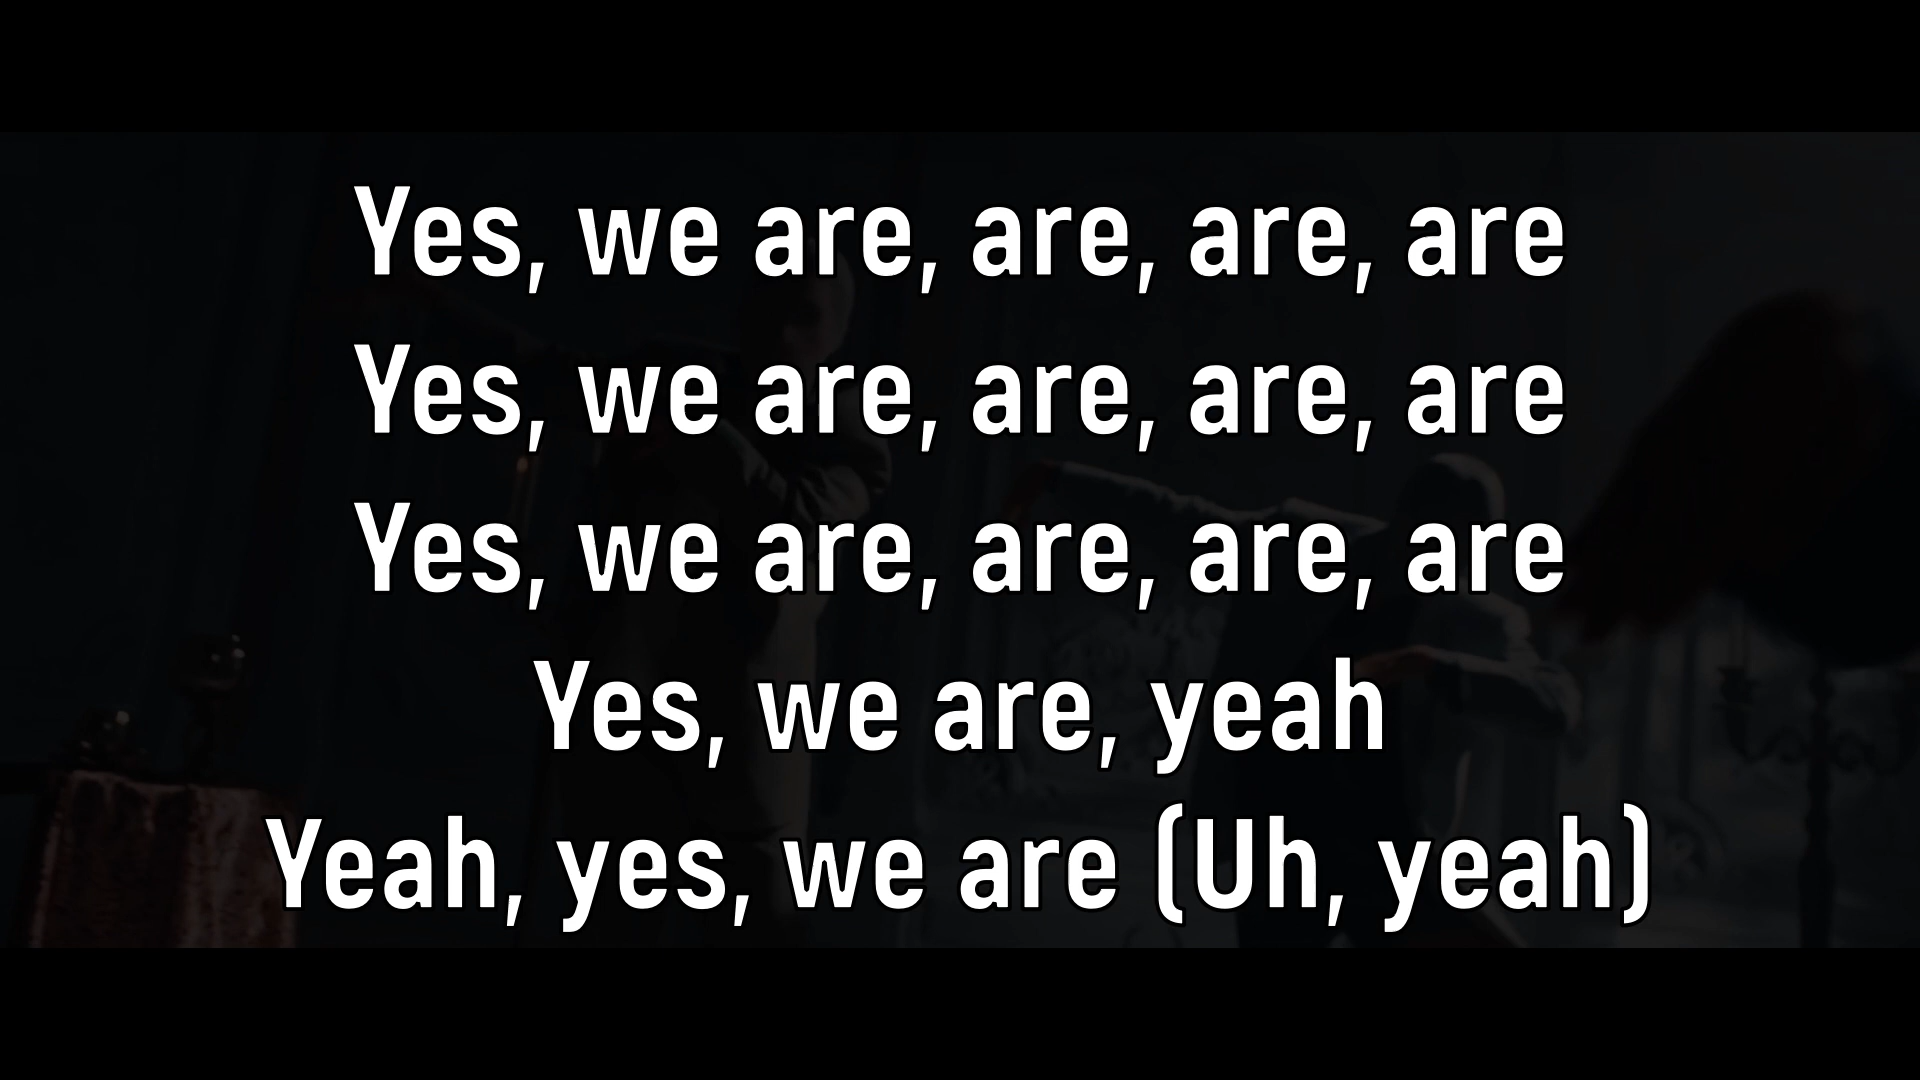 Yes, we are, are, are, are
Yes, we are, are, are, are
Yes, we are, are, are, are
Yes, we are, yeah
Yeah, yes, we are (Uh, yeah)